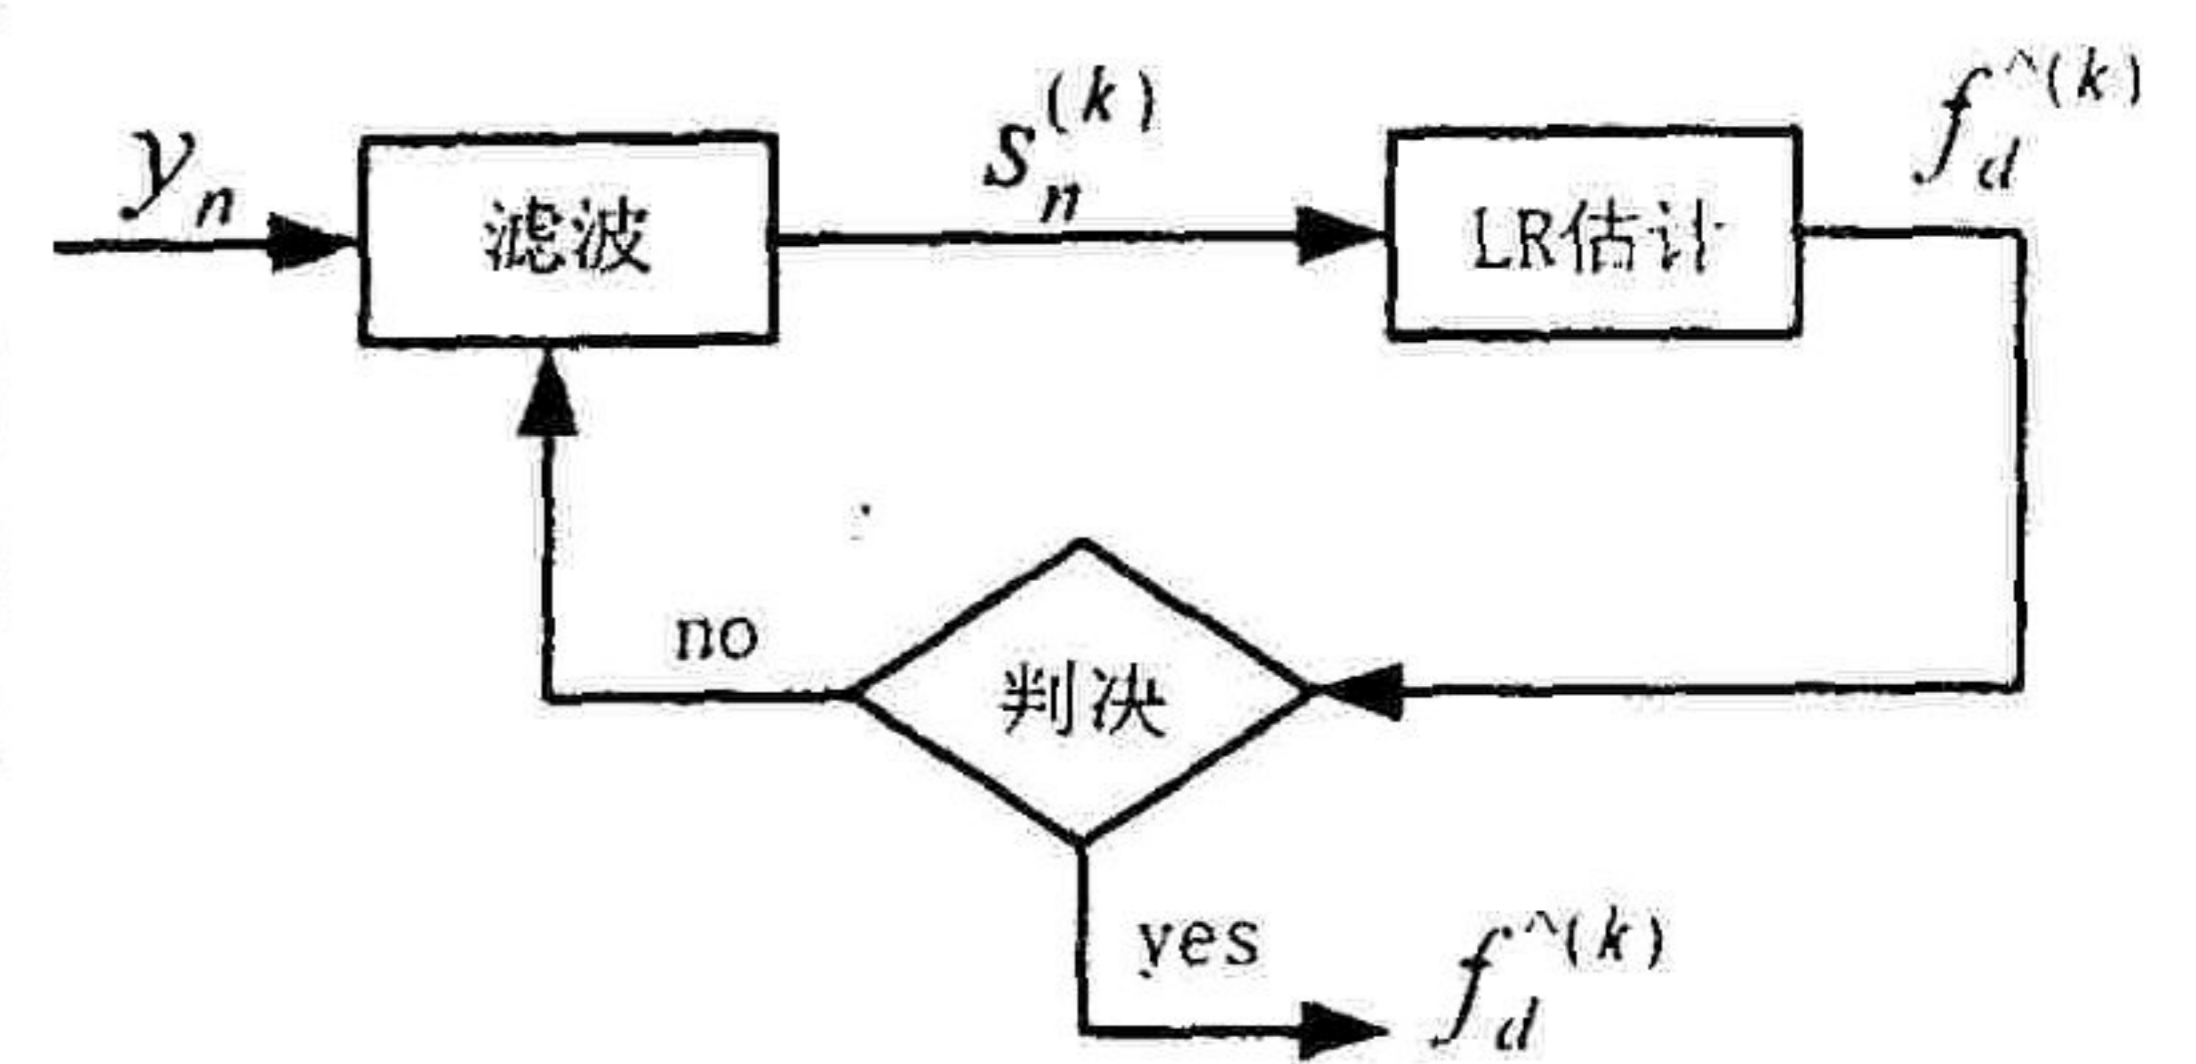 y_n
滤波
s_n^(k)
LR估计
f_d^^(k)
no
判决
yes
f_d^^(k)